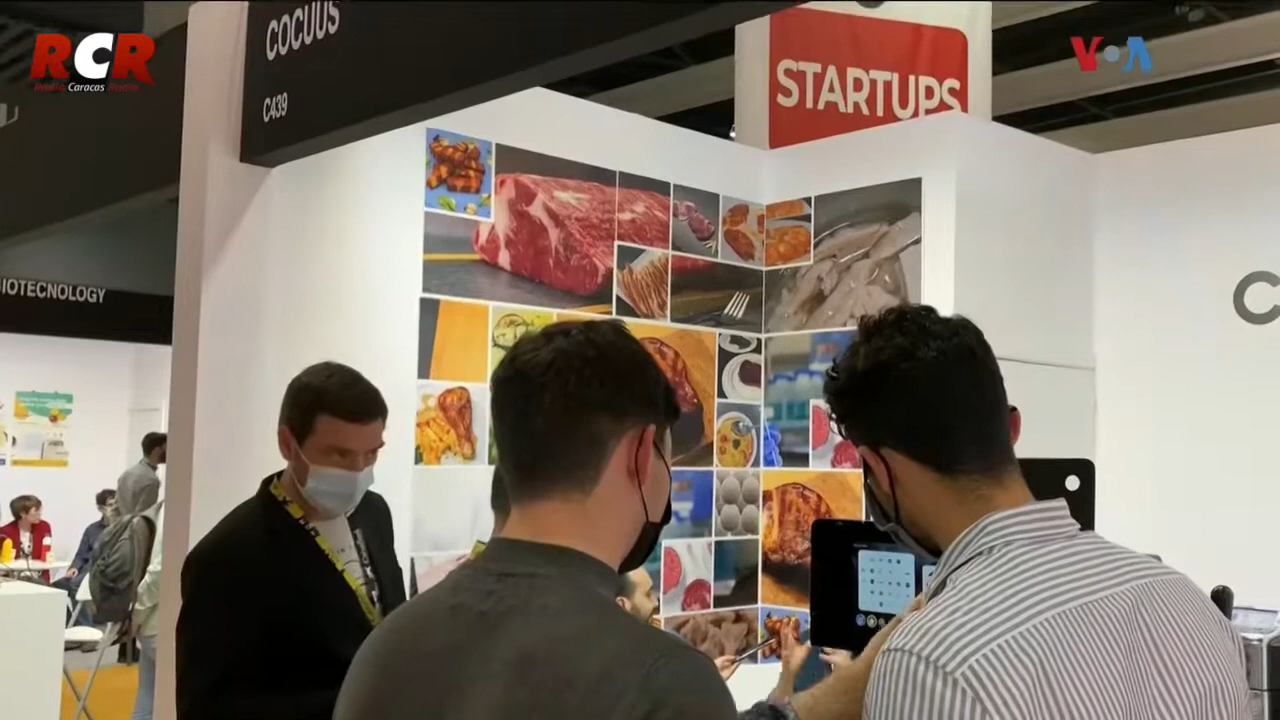 COCUUS
C439
STARTUPS
RCR
Radio Caracas Radio
VOA
IOTECNOLOGY
C